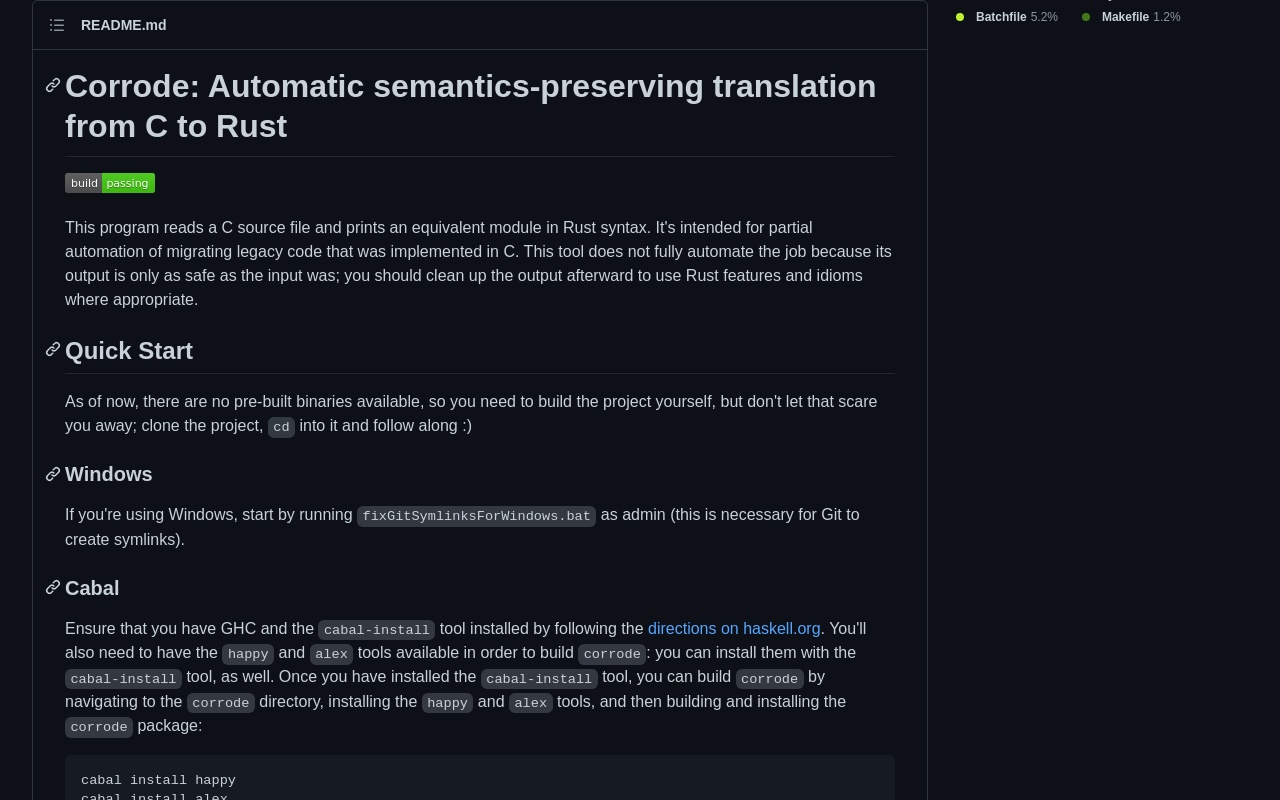 README.md
Batchfile 5.2% Makefile 1.2%
Corrode: Automatic semantics-preserving translation
from C to Rust
build passing
This program reads a C source file and prints an equivalent module in Rust syntax. It's intended for partial
automation of migrating legacy code that was implemented in C. This tool does not fully automate the job because its
output is only as safe as the input was; you should clean up the output afterward to use Rust features and idioms
where appropriate.
Quick Start
As of now, there are no pre-built binaries available, so you need to build the project yourself, but don't let that scare
you away; clone the project, cd into it and follow along :)
Windows
If you're using Windows, start by running fixGitSymlinksForWindows.bat as admin (this is necessary for Git to
create symlinks).
Cabal
Ensure that you have GHC and the cabal-install tool installed by following the directions on haskell.org. You'll
also need to have the happy and alex tools available in order to build corrode: you can install them with the
cabal-install tool, as well. Once you have installed the cabal-install tool, you can build corrode by
navigating to the corrode directory, installing the happy and alex tools, and then building and installing the
corrode package:
cabal install happy
cabal install alex